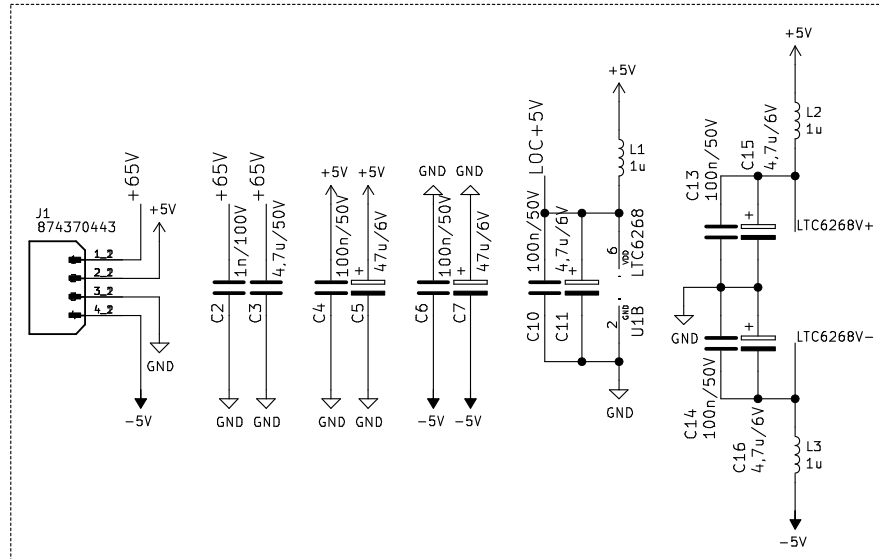 J1
874370443
1_2
2_2
3_2
4_2
+65V
+5V
GND
-5V
+65V
1n/100V
C2
GND
+65V
4,7u/50V
C3
GND
+5V
100n/50V
C4
GND
+5V
47u/6V
C5
+
GND
GND
100n/50V
C6
-5V
GND
47u/6V
C7
+
-5V
LOC+5V
100n/50V
C10
4,7u/6V
C11
+
+5V
L1
1u
6
VDD
LTC6268
GND
2
U1B
GND
+5V
L2
1u
C13
100n/50V
C15
4,7u/6V
+
LTC6268V+
GND
LTC6268V-
+
C14
100n/50V
C16
4,7u/6V
L3
1u
-5V